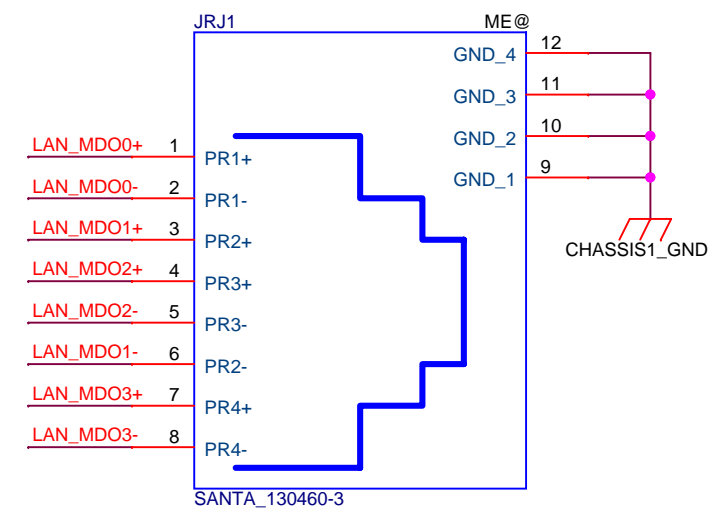 JRJ1 ME@
GND_4 12
GND_3 11
GND_2 10
GND_1 9
LAN_MDO0+ 1 PR1+
LAN_MDO0- 2 PR1-
LAN_MDO1+ 3 PR2+
LAN_MDO2+ 4 PR3+
LAN_MDO2- 5 PR3-
LAN_MDO1- 6 PR2-
LAN_MDO3+ 7 PR4+
LAN_MDO3- 8 PR4-
CHASSIS1_GND
SANTA_130460-3